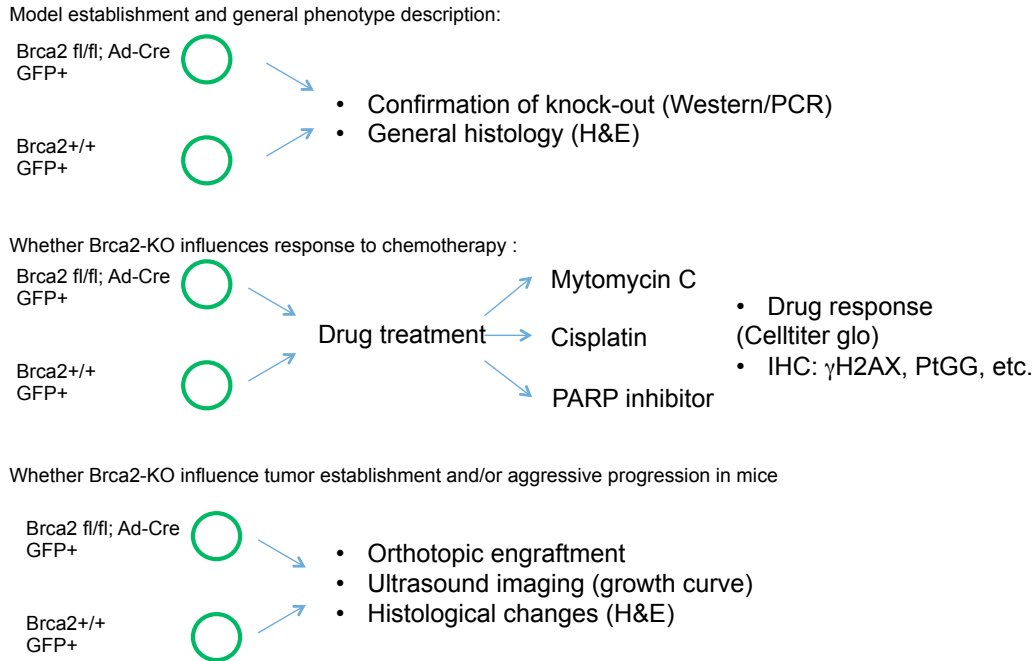 Model establishment and general phenotype description:
Brca2 fl/fl; Ad-Cre
GFP+
• Confirmation of knock-out (Western/PCR)
• General histology (H&E)
Brca2+/+
GFP+
Whether Brca2-KO influences response to chemotherapy :
Brca2 fl/fl; Ad-Cre
GFP+
Brca2+/+
GFP+
Drug treatment
Mytomycin C
Cisplatin
PARP inhibitor
• Drug response
(Celltiter glo)
• IHC: γH2AX, PtGG, etc.
Whether Brca2-KO influence tumor establishment and/or aggressive progression in mice
Brca2 fl/fl; Ad-Cre
GFP+
Brca2+/+
GFP+
• Orthotopic engraftment
• Ultrasound imaging (growth curve)
• Histological changes (H&E)